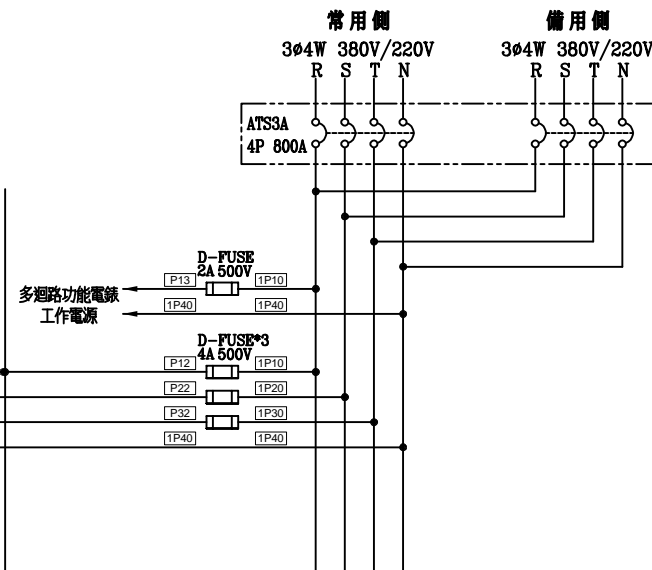 常用側 備用側
3ø4W 380V/220V 3ø4W 380V/220V
R S T N R S T N
ATS3A
4P 800A
D-FUSE
2A 500V
P13 1P10
多迴路功能電錶
1P40 1P40
工作電源
D-FUSE*3
4A 500V
P12 1P10
P22 1P20
P32 1P30
1P40 1P40